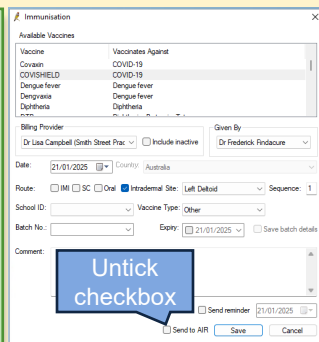 Immunisation
Available Vaccines
Vaccine Vaccinates Against
Covaxin COVID-19
COVISHIELD COVID-19
Dengue fever Dengue fever
Dengvaxia Dengue fever
Diphtheria Diphtheria
Billing Provider Given By
Dr Lisa Campbell (Smith Street Prac Include inactive Dr Frederick Findacure
Date: 21/01/2025 Country: Australia
Route: IMI SC Oral Intradermal Site: Left Deltoid Sequence: 1
School ID: Vaccine Type: Other
Batch No.: Expiry: 21/01/2025 Save batch details
Comment:
Untick
checkbox
Send reminder 21/01/2025
Send to AIR Save Cancel